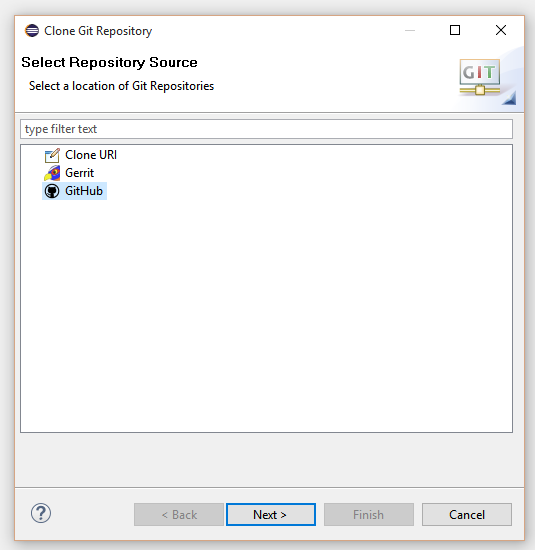 Clone Git Repository
Select Repository Source
Select a location of Git Repositories
GIT
type filter text
Clone URI
Gerrit
GitHub
?
< Back
Next >
Finish
Cancel